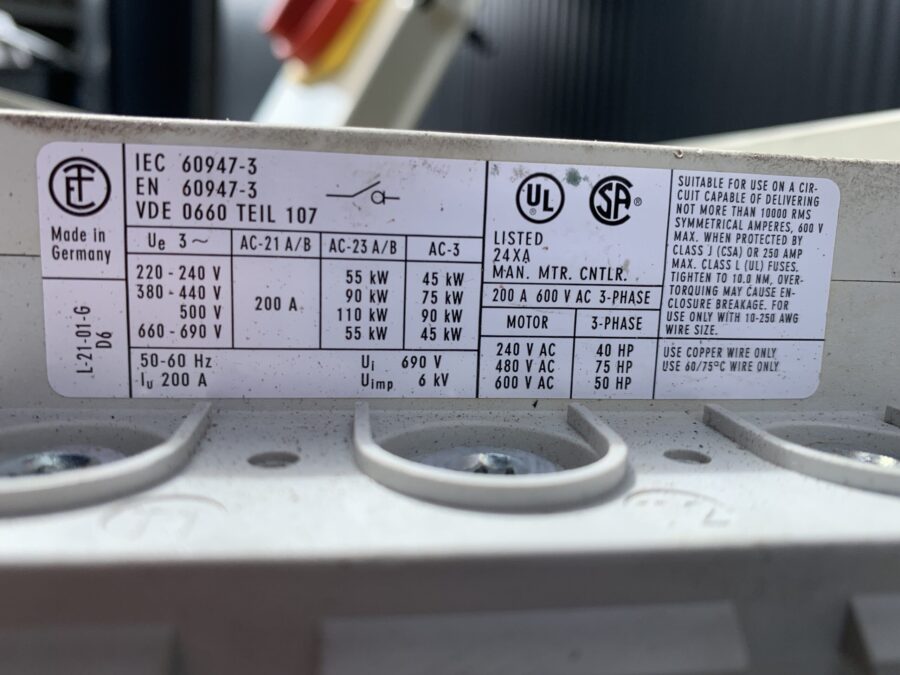 Made in
Germany
L-21-01-G
D6
IEC 60947-3
EN 60947-3
VDE 0660 TEIL 107
Ue 3~ AC-21 A/B AC-23 A/B AC-3
220 - 240 V 200 A 55 kW 45 kW
380 - 440 V 90 kW 75 kW
500 V 110 kW 90 kW
660 - 690 V 55 kW 45 kW
50-60 Hz Ui 690 V
Iu 200 A Uimp 6 kV
UL ® SA ®
LISTED
24XA
MAN. MTR. CNTLR.
200 A 600 V AC 3-PHASE
MOTOR 3-PHASE
240 V AC 40 HP
480 V AC 75 HP
600 V AC 50 HP
SUITABLE FOR USE ON A CIR-
CUIT CAPABLE OF DELIVERING
NOT MORE THAN 10000 RMS
SYMMETRICAL AMPERES, 600 V
MAX. WHEN PROTECTED BY
CLASS J (CSA) OR 250 AMP
MAX. CLASS L (UL) FUSES.
TIGHTEN TO 10.0 NM, OVER-
TORQUING MAY CAUSE EN-
CLOSURE BREAKAGE. FOR
USE ONLY WITH 10-250 AWG
WIRE SIZE.
USE COPPER WIRE ONLY
USE 60/75°C WIRE ONLY